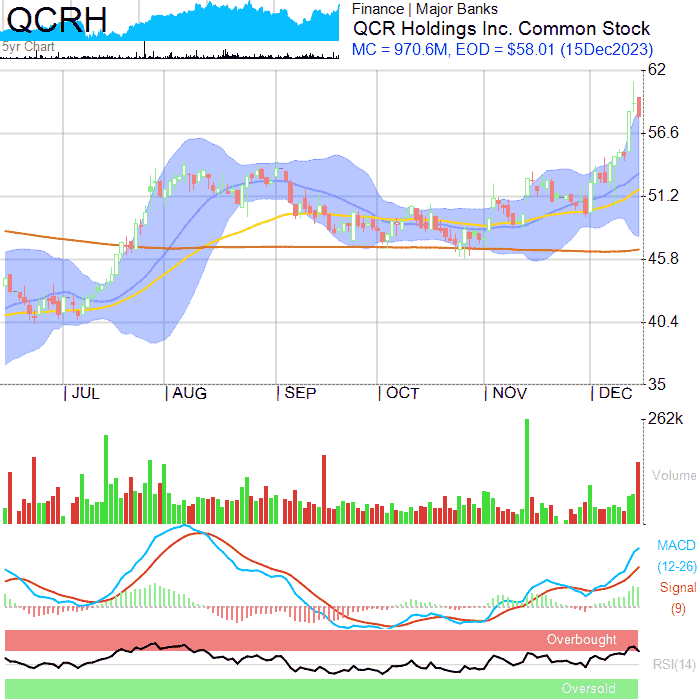 QCRH
5yr Chart
Finance | Major Banks
QCR Holdings Inc. Common Stock
MC = 970.6M, EOD = $58.01 (15Dec2023)
62
56.6
51.2
45.8
40.4
35
JUL
AUG
SEP
OCT
NOV
DEC
262k
Volume
MACD
(12-26)
Signal
(9)
Overbought
RSI(14)
Oversold